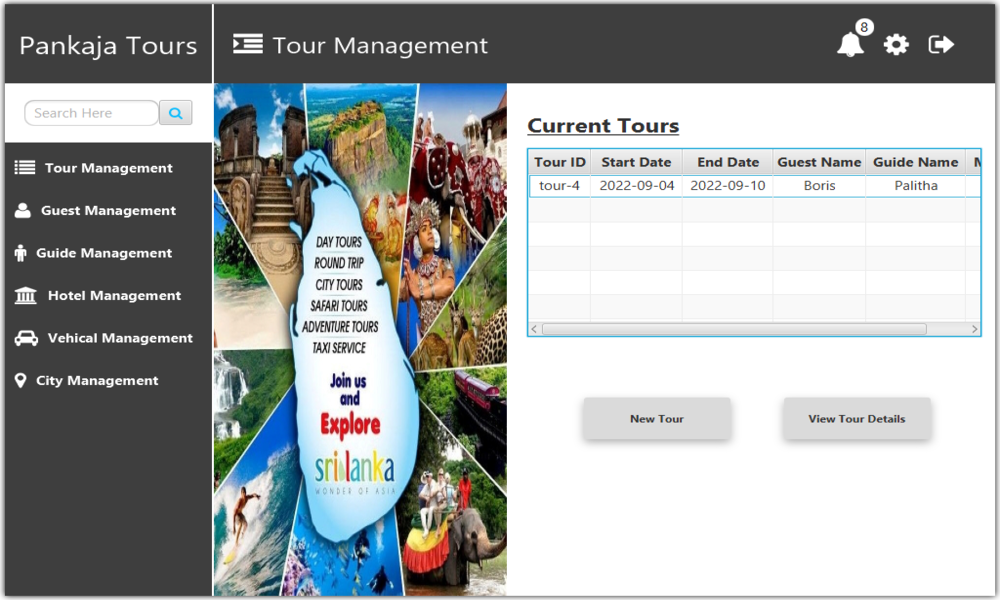 Pankaja Tours
Tour Management
8
Search Here
Tour Management
Guest Management
Guide Management
Hotel Management
Vehical Management
City Management
DAY TOURS
ROUND TRIP
CITY TOURS
SAFARI TOURS
ADVENTURE TOURS
TAXI SERVICE
Join us
and
Explore
sri lanka
WONDER OF ASIA
Current Tours
Tour ID Start Date End Date Guest Name Guide Name
tour-4 2022-09-04 2022-09-10 Boris Palitha
New Tour View Tour Details